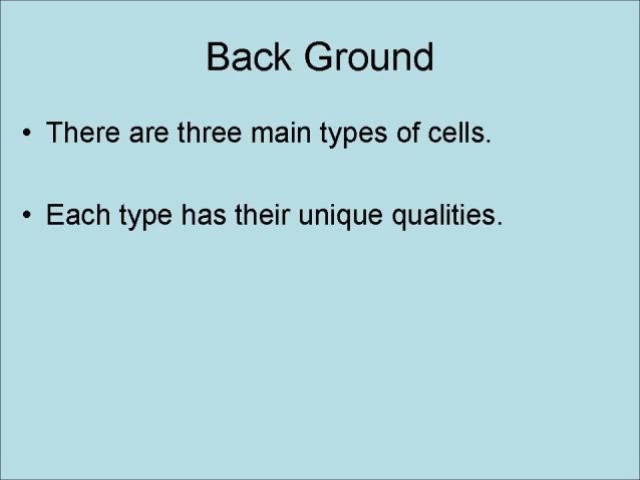 Back Ground
• There are three main types of cells.
• Each type has their unique qualities.